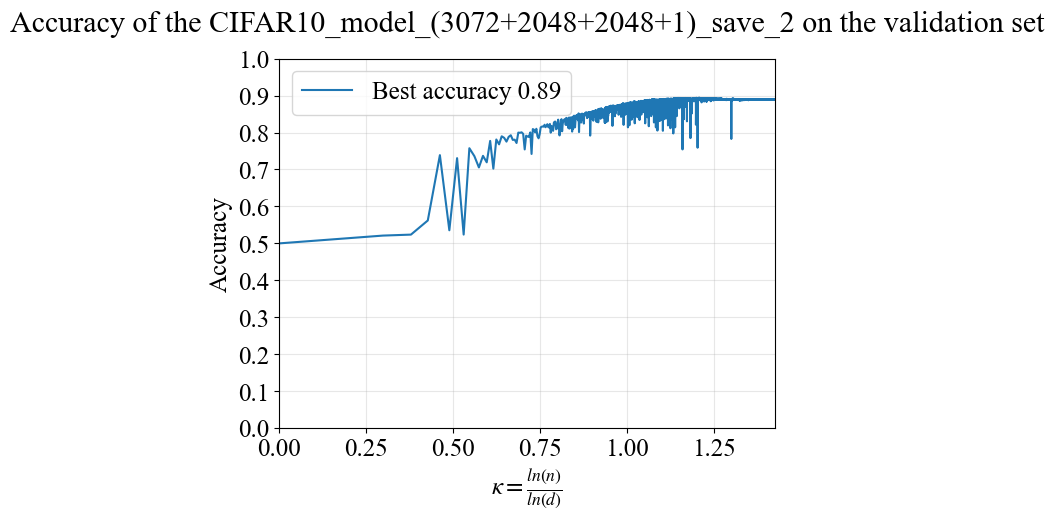 Accuracy of the CIFAR10_model_(3072+2048+2048+1)_save_2 on the validation set
1.0
Best accuracy 0.89
0.9
0.8
0.7
0.6
0.5
0.4
0.3
0.2
0.1
0.0
Accuracy
0.00 0.25 0.50 0.75 1.00 1.25
κ = ln(n) / ln(d)